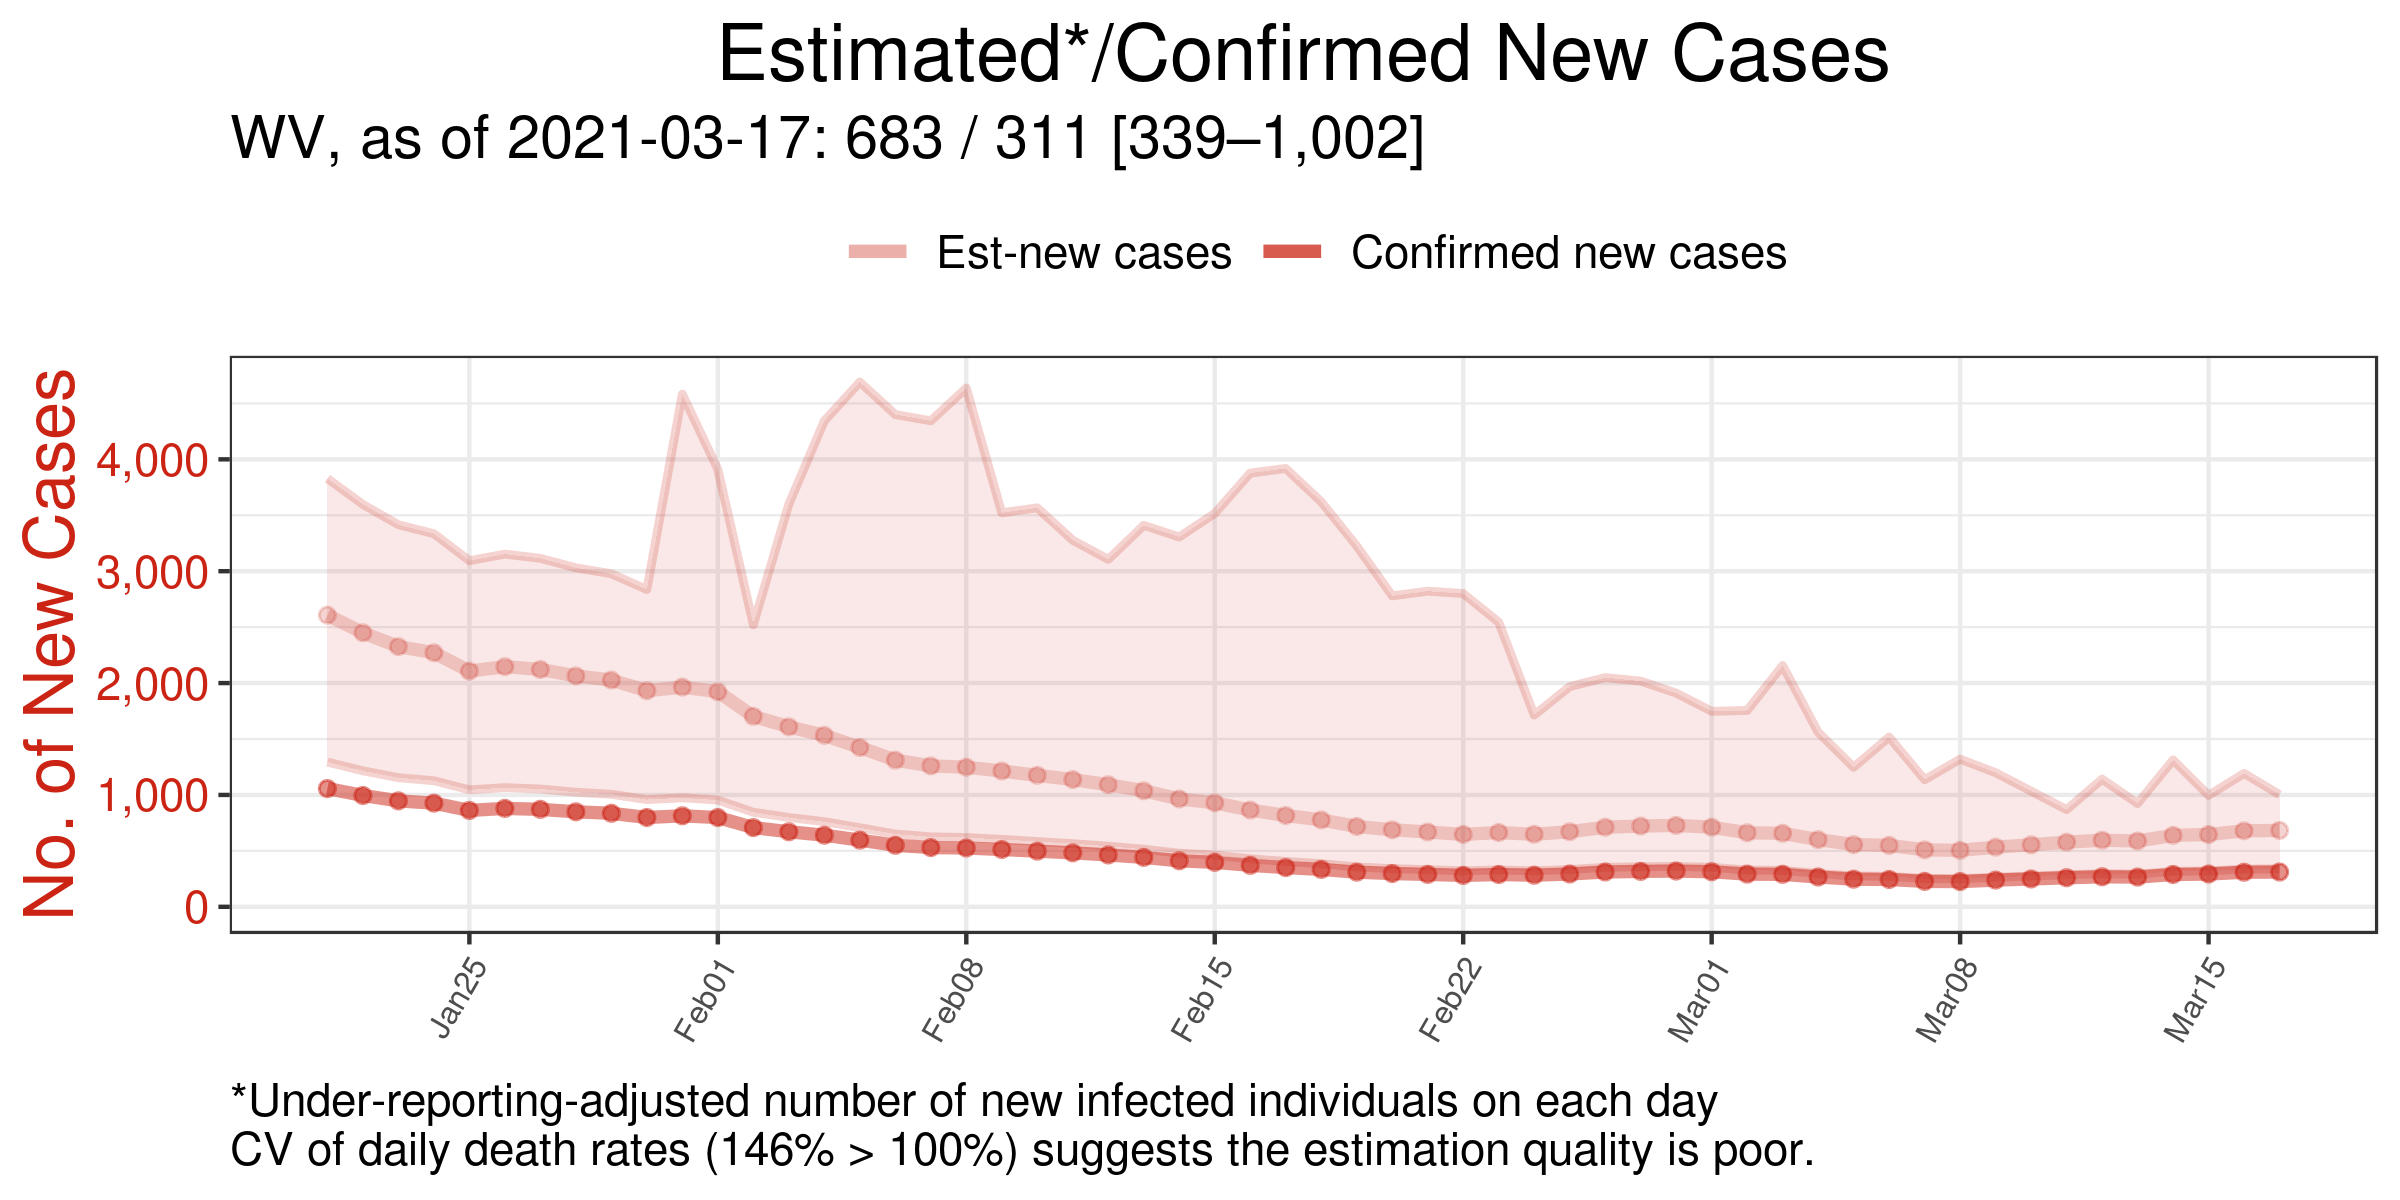 Estimated*/Confirmed New Cases
WV, as of 2021-03-17: 683 / 311 [339–1,002]
Est-new cases
Confirmed new cases
No. of New Cases
4,000
3,000
2,000
1,000
0
Jan25
Feb01
Feb08
Feb15
Feb22
Mar01
Mar08
Mar15
*Under-reporting-adjusted number of new infected individuals on each day
CV of daily death rates (146% > 100%) suggests the estimation quality is poor.